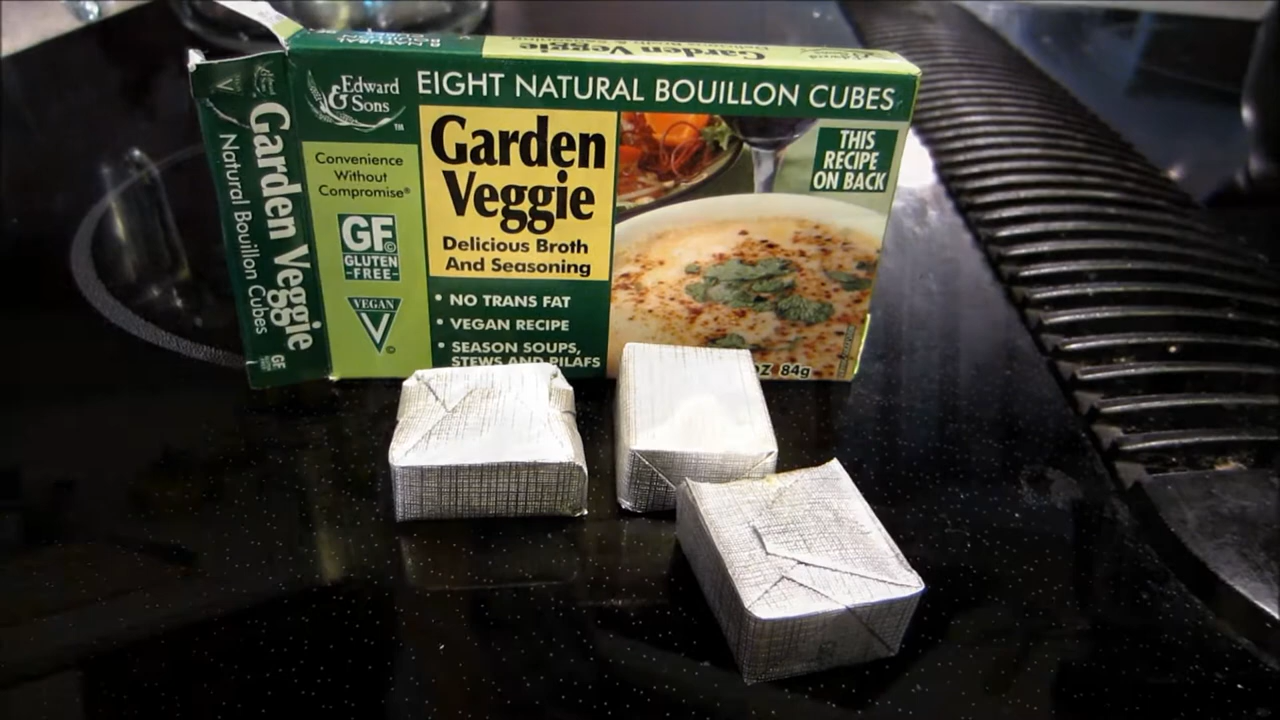 Garden Veggie
Edward
& Sons
TM
EIGHT NATURAL BOUILLON CUBES
Garden Veggie
Natural Bouillon Cubes
GF
Convenience
Without
Compromise®
GF©
GLUTEN
-FREE-
VEGAN
V
©
Garden
Veggie
Delicious Broth
And Seasoning
• NO TRANS FAT
• VEGAN RECIPE
• SEASON SOUPS,
STEWS AND PILAFS
THIS
RECIPE
ON BACK
OZ 84g